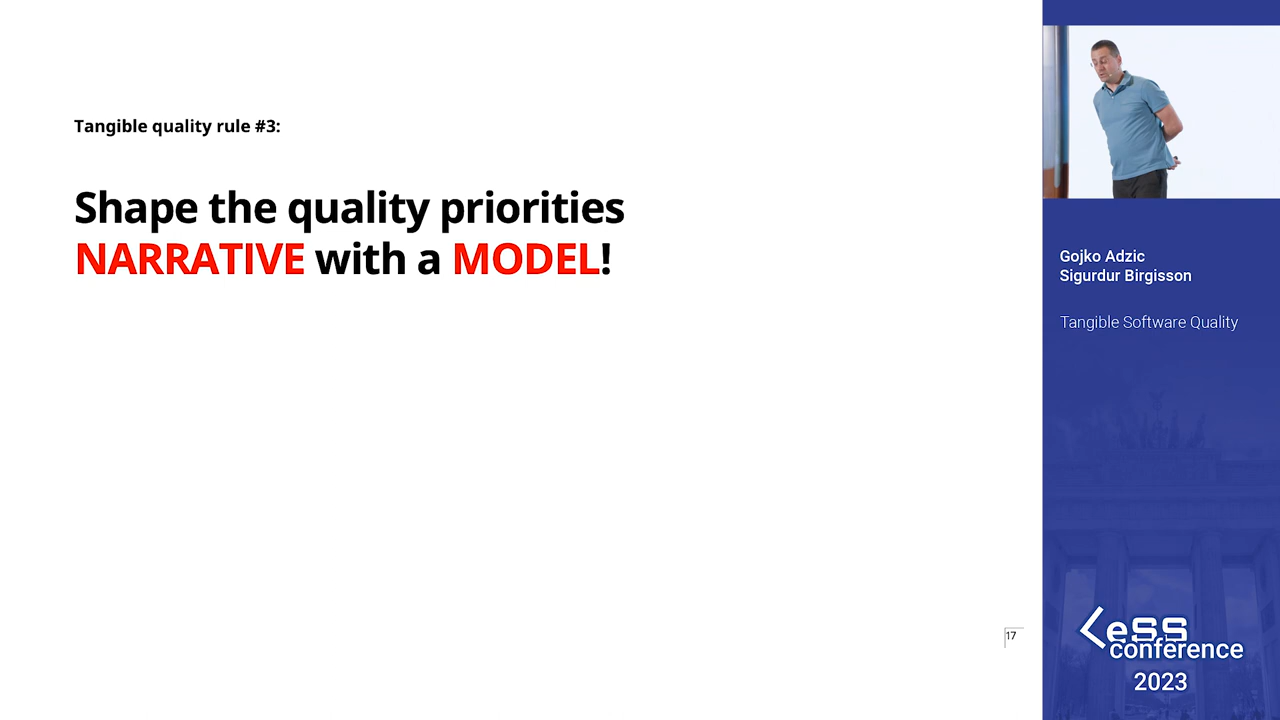 Tangible quality rule #3:
Shape the quality priorities
NARRATIVE with a MODEL!
17
Gojko Adzic
Sigurdur Birgisson
Tangible Software Quality
LeSS
conference
2023